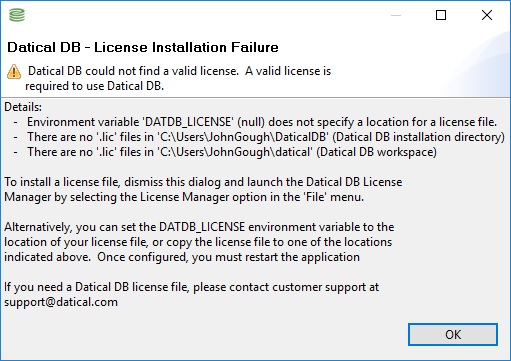 Datical DB - License Installation Failure
Datical DB could not find a valid license.  A valid license is
required to use Datical DB.
Details:
-   Environment variable 'DATDB_LICENSE' (null) does not specify a location for a license file.
-   There are no '.lic' files in 'C:\Users\JohnGough\DaticalDB' (Datical DB installation directory)
-   There are no '.lic' files in 'C:\Users\JohnGough\datical' (Datical DB workspace)
To install a license file, dismiss this dialog and launch the Datical DB License
Manager by selecting the License Manager option in the 'File' menu.
Alternatively, you can set the DATDB_LICENSE environment variable to the
location of your license file, or copy the license file to one of the locations
indicated above.  Once configured, you must restart the application
If you need a Datical DB license file, please contact customer support at
support@datical.com
OK